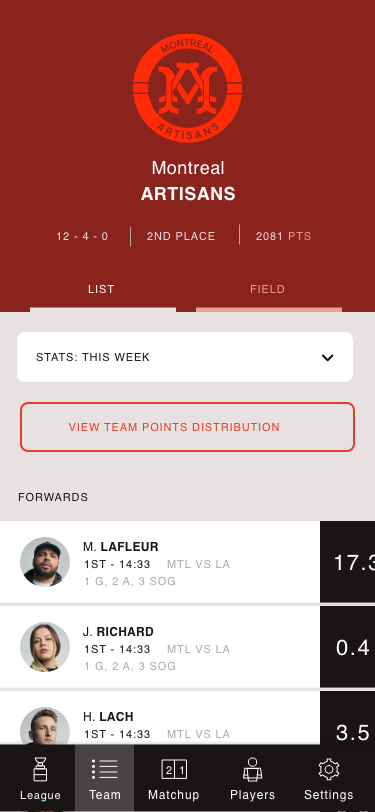 MONTREAL
ARTISANS
Montreal
ARTISANS
12 - 4 - 0 2ND PLACE 2081 PTS
LIST FIELD
STATS: THIS WEEK
VIEW TEAM POINTS DISTRIBUTION
FORWARDS
M. LAFLEUR
1ST - 14:33 MTL VS LA
1 G, 2 A, 3 SOG
17.3
J. RICHARD
1ST - 14:33 MTL VS LA
1 G, 2 A, 3 SOG
0.4
H. LACH
1ST - 14:33 MTL VS LA
3.5
2 1
League Team Matchup Players Settings